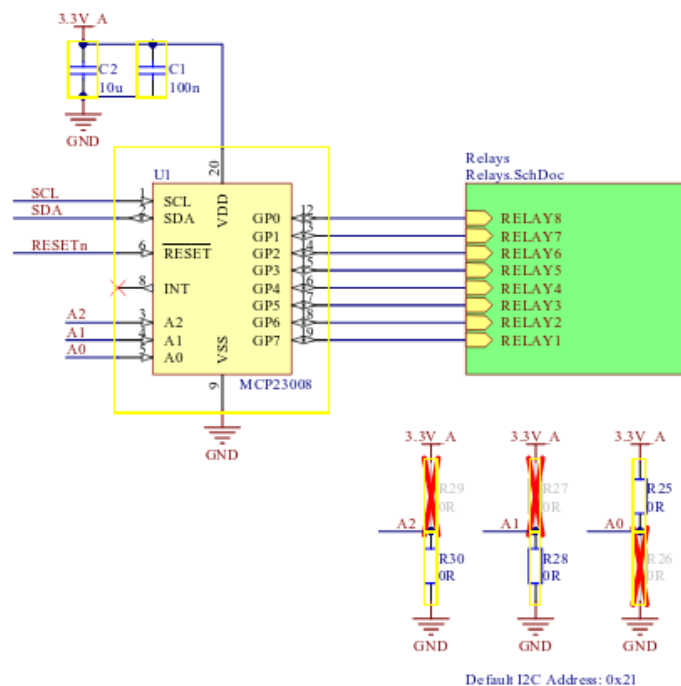 3.3V_A
C2
10u
C1
100n
GND
U1
20
VDD
1
SCL
SCL
2
SDA
SDA
6
RESETn
RESET
8
INT
3
A2
A2
4
A1
A1
5
A0
A0
VSS
9
MCP23008
GND
GP0
12
GP1
13
GP2
14
GP3
15
GP4
16
GP5
17
GP6
18
GP7
19
Relays
Relays.SchDoc
RELAY8
RELAY7
RELAY6
RELAY5
RELAY4
RELAY3
RELAY2
RELAY1
3.3V_A
R29
0R
A2
R30
0R
GND
3.3V_A
R27
0R
A1
R28
0R
GND
3.3V_A
R25
0R
A0
R26
0R
GND
Default I2C Address: 0x21